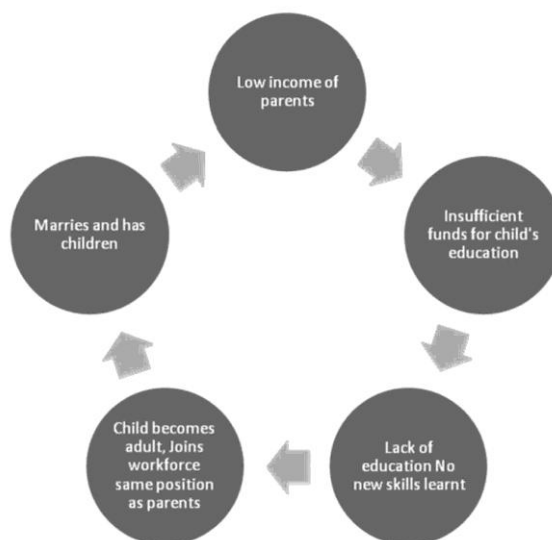 Low income of
parents
Insufficient
funds for child's
education
Lack of
education No
new skills learnt
Child becomes
adult, Joins
workforce
same position
as parents
Marries and has
children